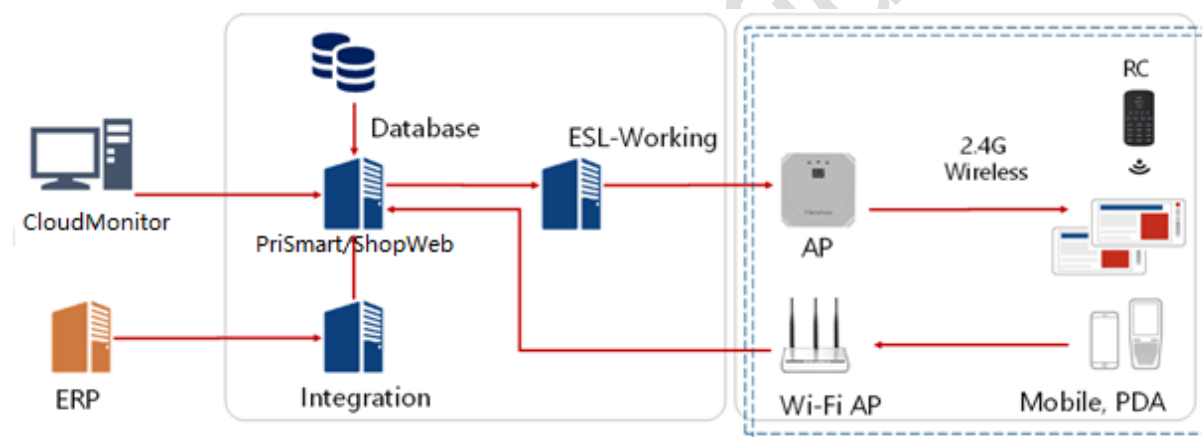 RC
Database
ESL-Working
2.4G
Wireless
CloudMonitor
PriSmart/ShopWeb
AP
ERP
Integration
Wi-Fi AP
Mobile, PDA